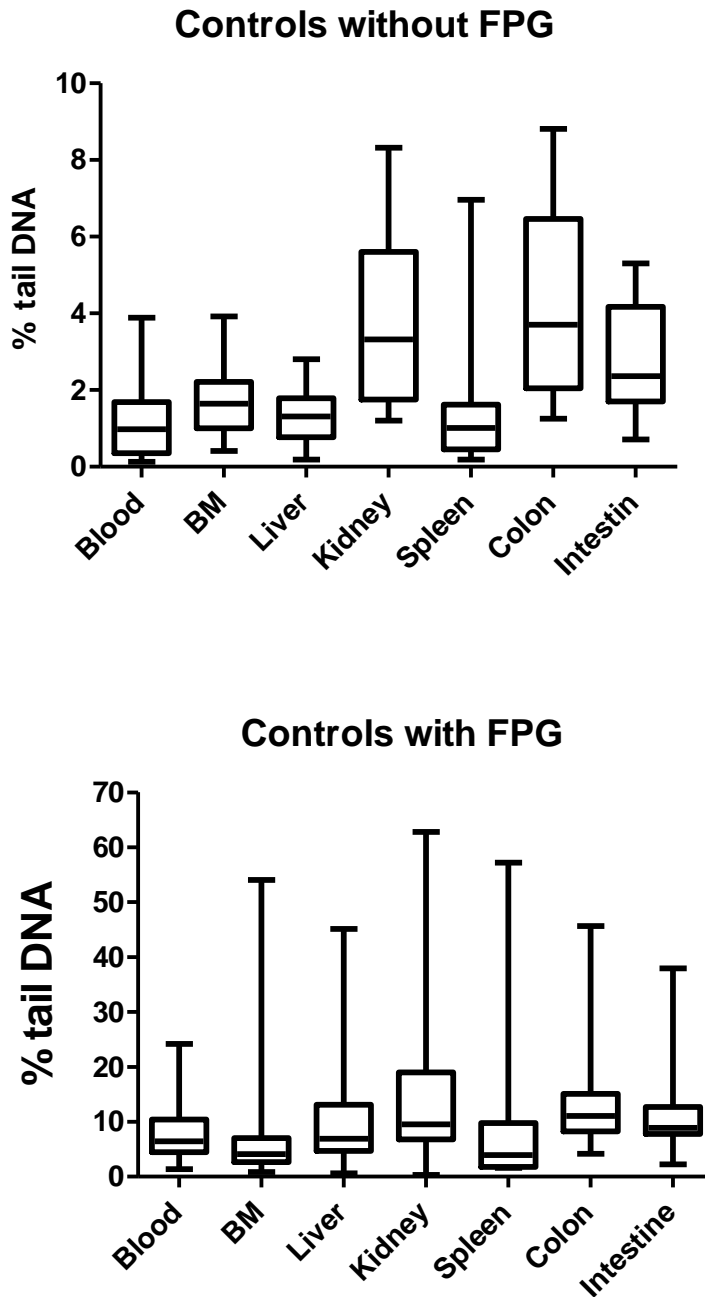 Controls without FPG
% tail DNA
10
8
6
4
2
0
Blood
BM
Liver
Kidney
Spleen
Colon
Intestin
Controls with FPG
% tail DNA
70
60
50
40
30
20
10
0
Blood
BM
Liver
Kidney
Spleen
Colon
Intestine